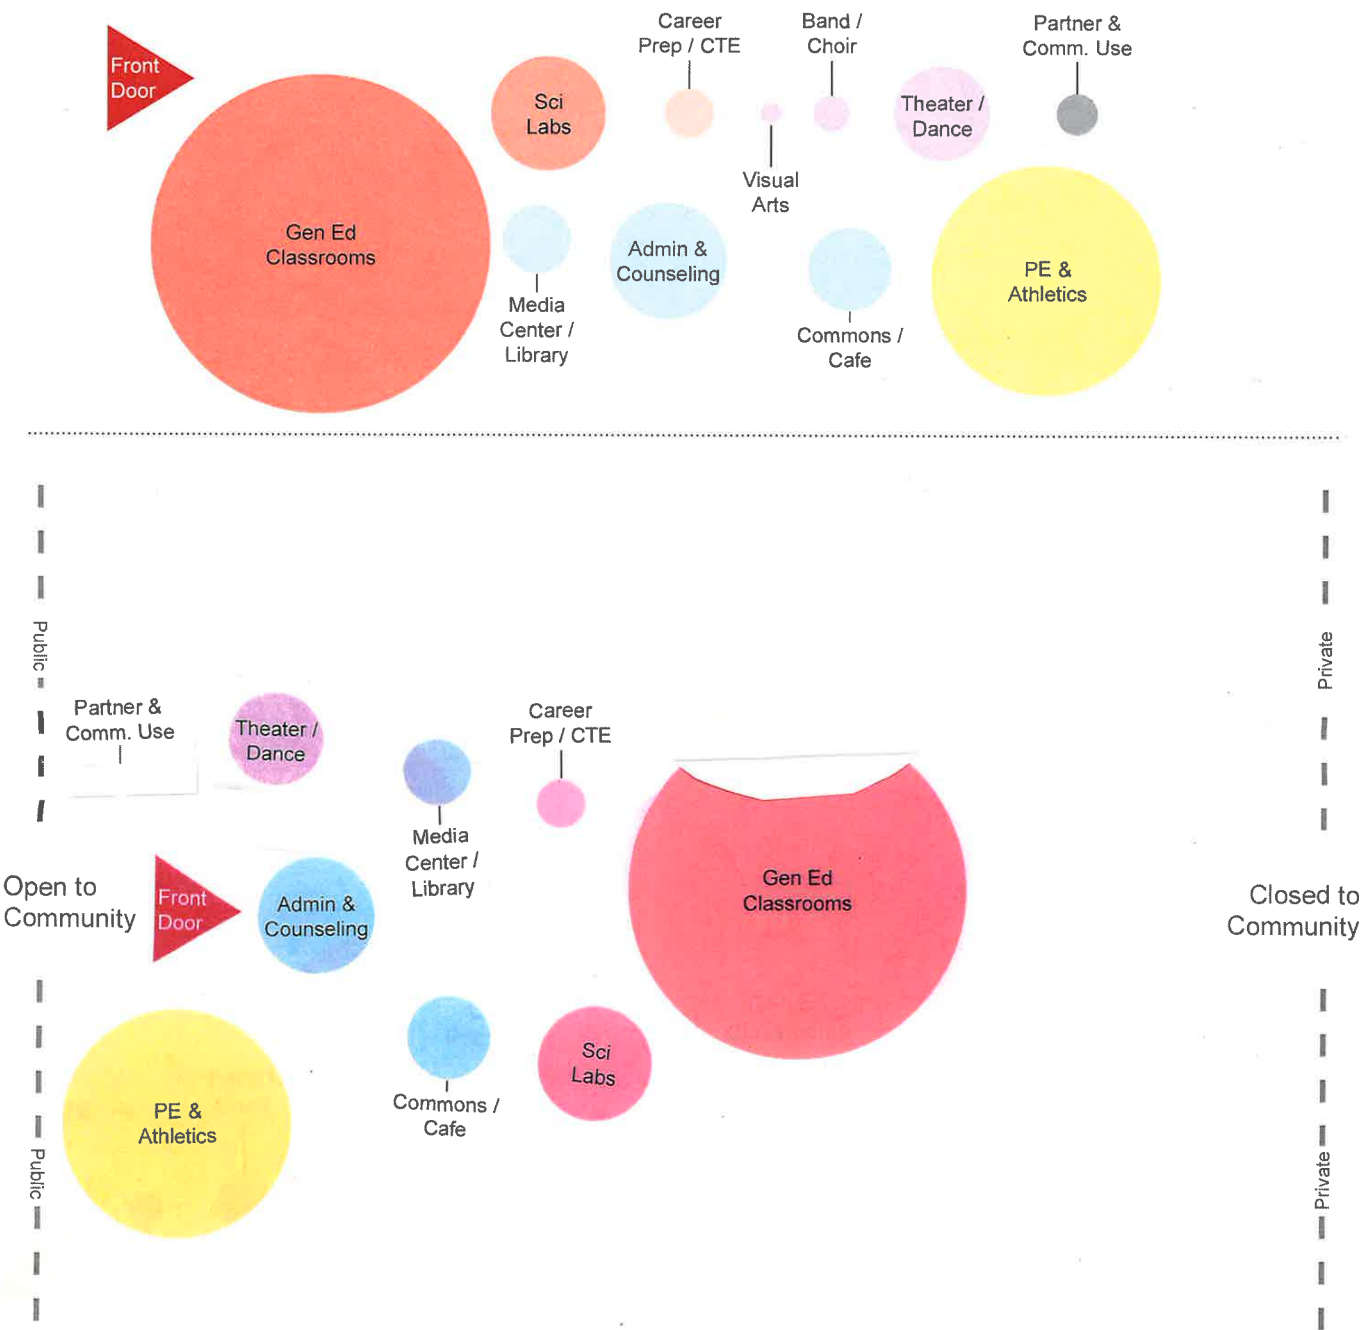 Front
Door
Gen Ed
Classrooms
Sci
Labs
Career
Prep / CTE
Band /
Choir
Visual
Arts
Theater /
Dance
Partner &
Comm. Use
Media
Center /
Library
Admin &
Counseling
Commons /
Cafe
PE &
Athletics
Public
Private
Partner &
Comm. Use
Theater /
Dance
Career
Prep / CTE
Media
Center /
Library
Open to
Community
Front
Door
Admin &
Counseling
Gen Ed
Classrooms
Closed to
Community
PE &
Athletics
Commons /
Cafe
Sci
Labs
Public
Private